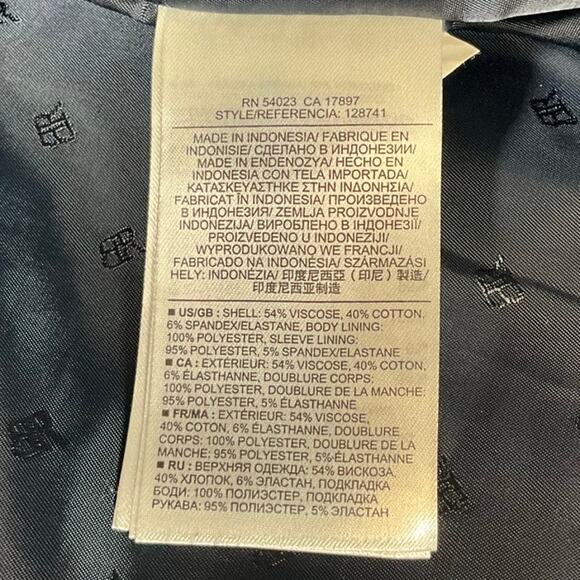 RN 54023 CA 17897
STYLE/REFERENCIA: 128741
MADE IN INDONESIA/ FABRIQUE EN
INDONISIE/ СДЕЛАНО В ИНДОНЕЗИИ/
MADE IN ENDENOZYA/ HECHO EN
INDONESIA CON TELA IMPORTADA/
ΚΑΤΑΣΚΕΥΑΣΤΗΚΕ ΣΤΗΝ ΙΝΔΟΝΗΣΙΑ/
FABRICAT ÎN INDONESIA/ ПРОИЗВЕДЕНО
В ИНДОНЕЗИЯ/ ZEMLJA PROIZVODNJE
INDONEZIJA/ ВИРОБЛЕНО В ІНДОНЕЗІЇ/
PROIZVEDENO U INDONEZIJI/
WYPRODUKOWANO WE FRANCJI/
FABRICADO NA INDONÉSIA/ SZÁRMAZÁSI
HELY: INDONÉZIA/ 印度尼西亞（印尼）製造/
印度尼西亚制造
■ US/GB : SHELL: 54% VISCOSE, 40% COTTON,
6% SPANDEX/ELASTANE, BODY LINING:
100% POLYESTER, SLEEVE LINING:
95% POLYESTER, 5% SPANDEX/ELASTANE
■ CA : EXTÉRIEUR: 54% VISCOSE, 40% COTON,
6% ÉLASTHANNE, DOUBLURE CORPS:
100% POLYESTER, DOUBLURE DE LA MANCHE:
95% POLYESTER, 5% ÉLASTHANNE
■ FR/MA : EXTÉRIEUR: 54% VISCOSE,
40% COTON, 6% ÉLASTHANNE, DOUBLURE
CORPS: 100% POLYESTER, DOUBLURE DE LA
MANCHE: 95% POLYESTER, 5% ÉLASTHANNE
■ RU : ВЕРХНЯЯ ОДЕЖДА: 54% ВИСКОЗА,
40% ХЛОПОК, 6% ЭЛАСТАН, ПОДКЛАДКА
БОДИ: 100% ПОЛИЭСТЕР, ПОДКЛАДКА
РУКАВА: 95% ПОЛИЭСТЕР, 5% ЭЛАСТАН